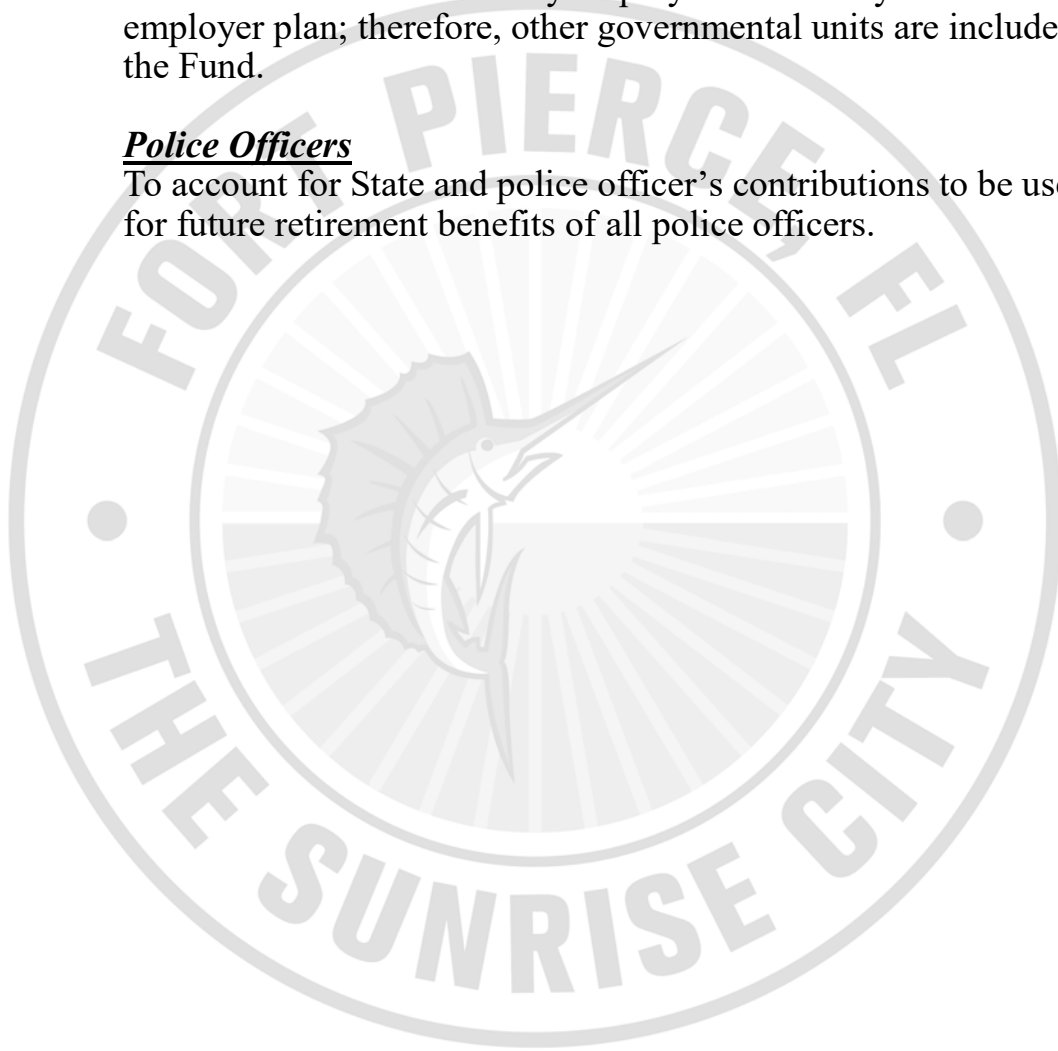 employer plan; therefore, other governmental units are include
the Fund.
Police Officers
To account for State and police officer’s contributions to be use
for future retirement benefits of all police officers.
FORT PIERCE, FL
THE SUNRISE CITY